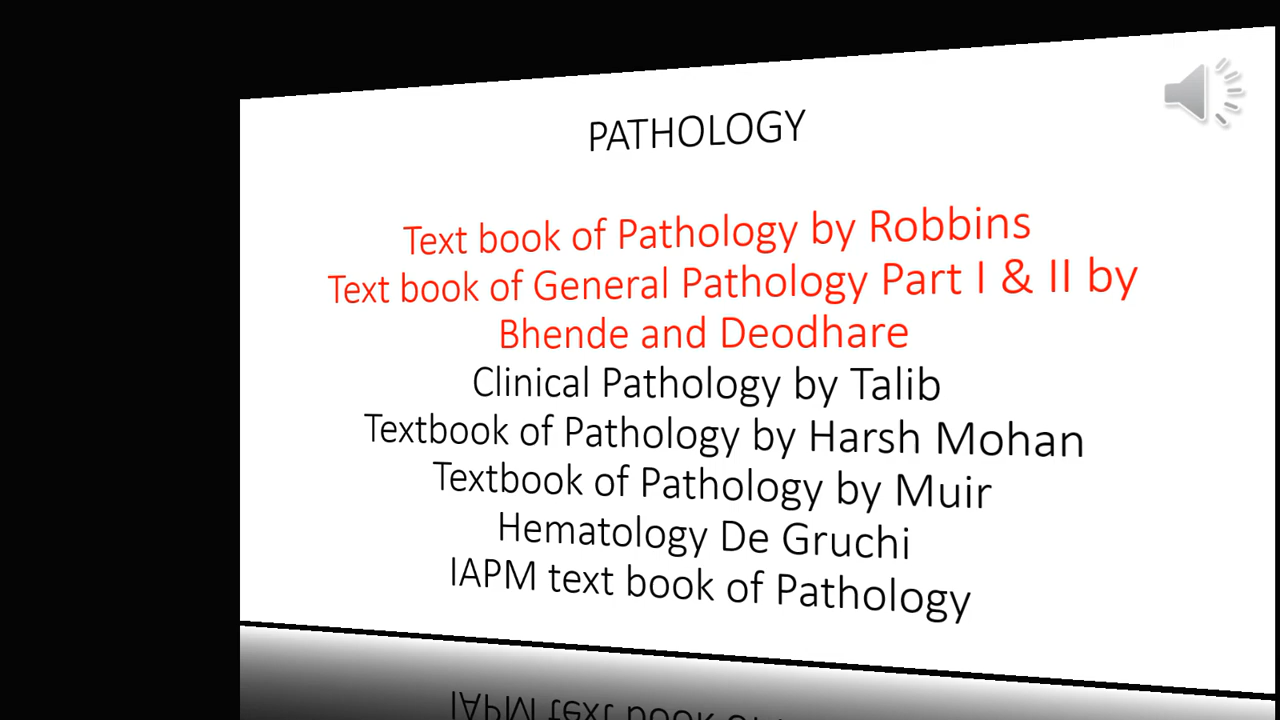 PATHOLOGY
Text book of Pathology by Robbins
Text book of General Pathology Part I & II by
Bhende and Deodhare
Clinical Pathology by Talib
Textbook of Pathology by Harsh Mohan
Textbook of Pathology by Muir
Hematology De Gruchi
IAPM text book of Pathology